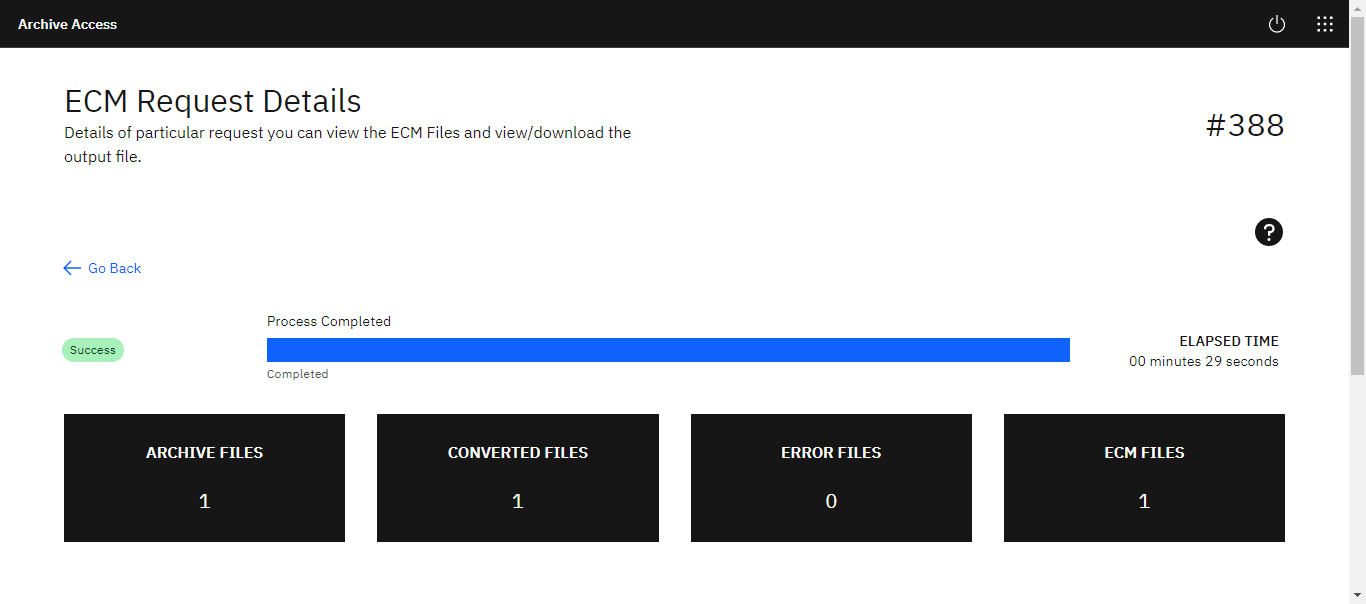 Archive Access
ECM Request Details
Details of particular request you can view the ECM Files and view/download the
output file.
#388
?
Go Back
Process Completed
Success
Completed
ELAPSED TIME
00 minutes 29 seconds
ARCHIVE FILES
1
CONVERTED FILES
1
ERROR FILES
0
ECM FILES
1